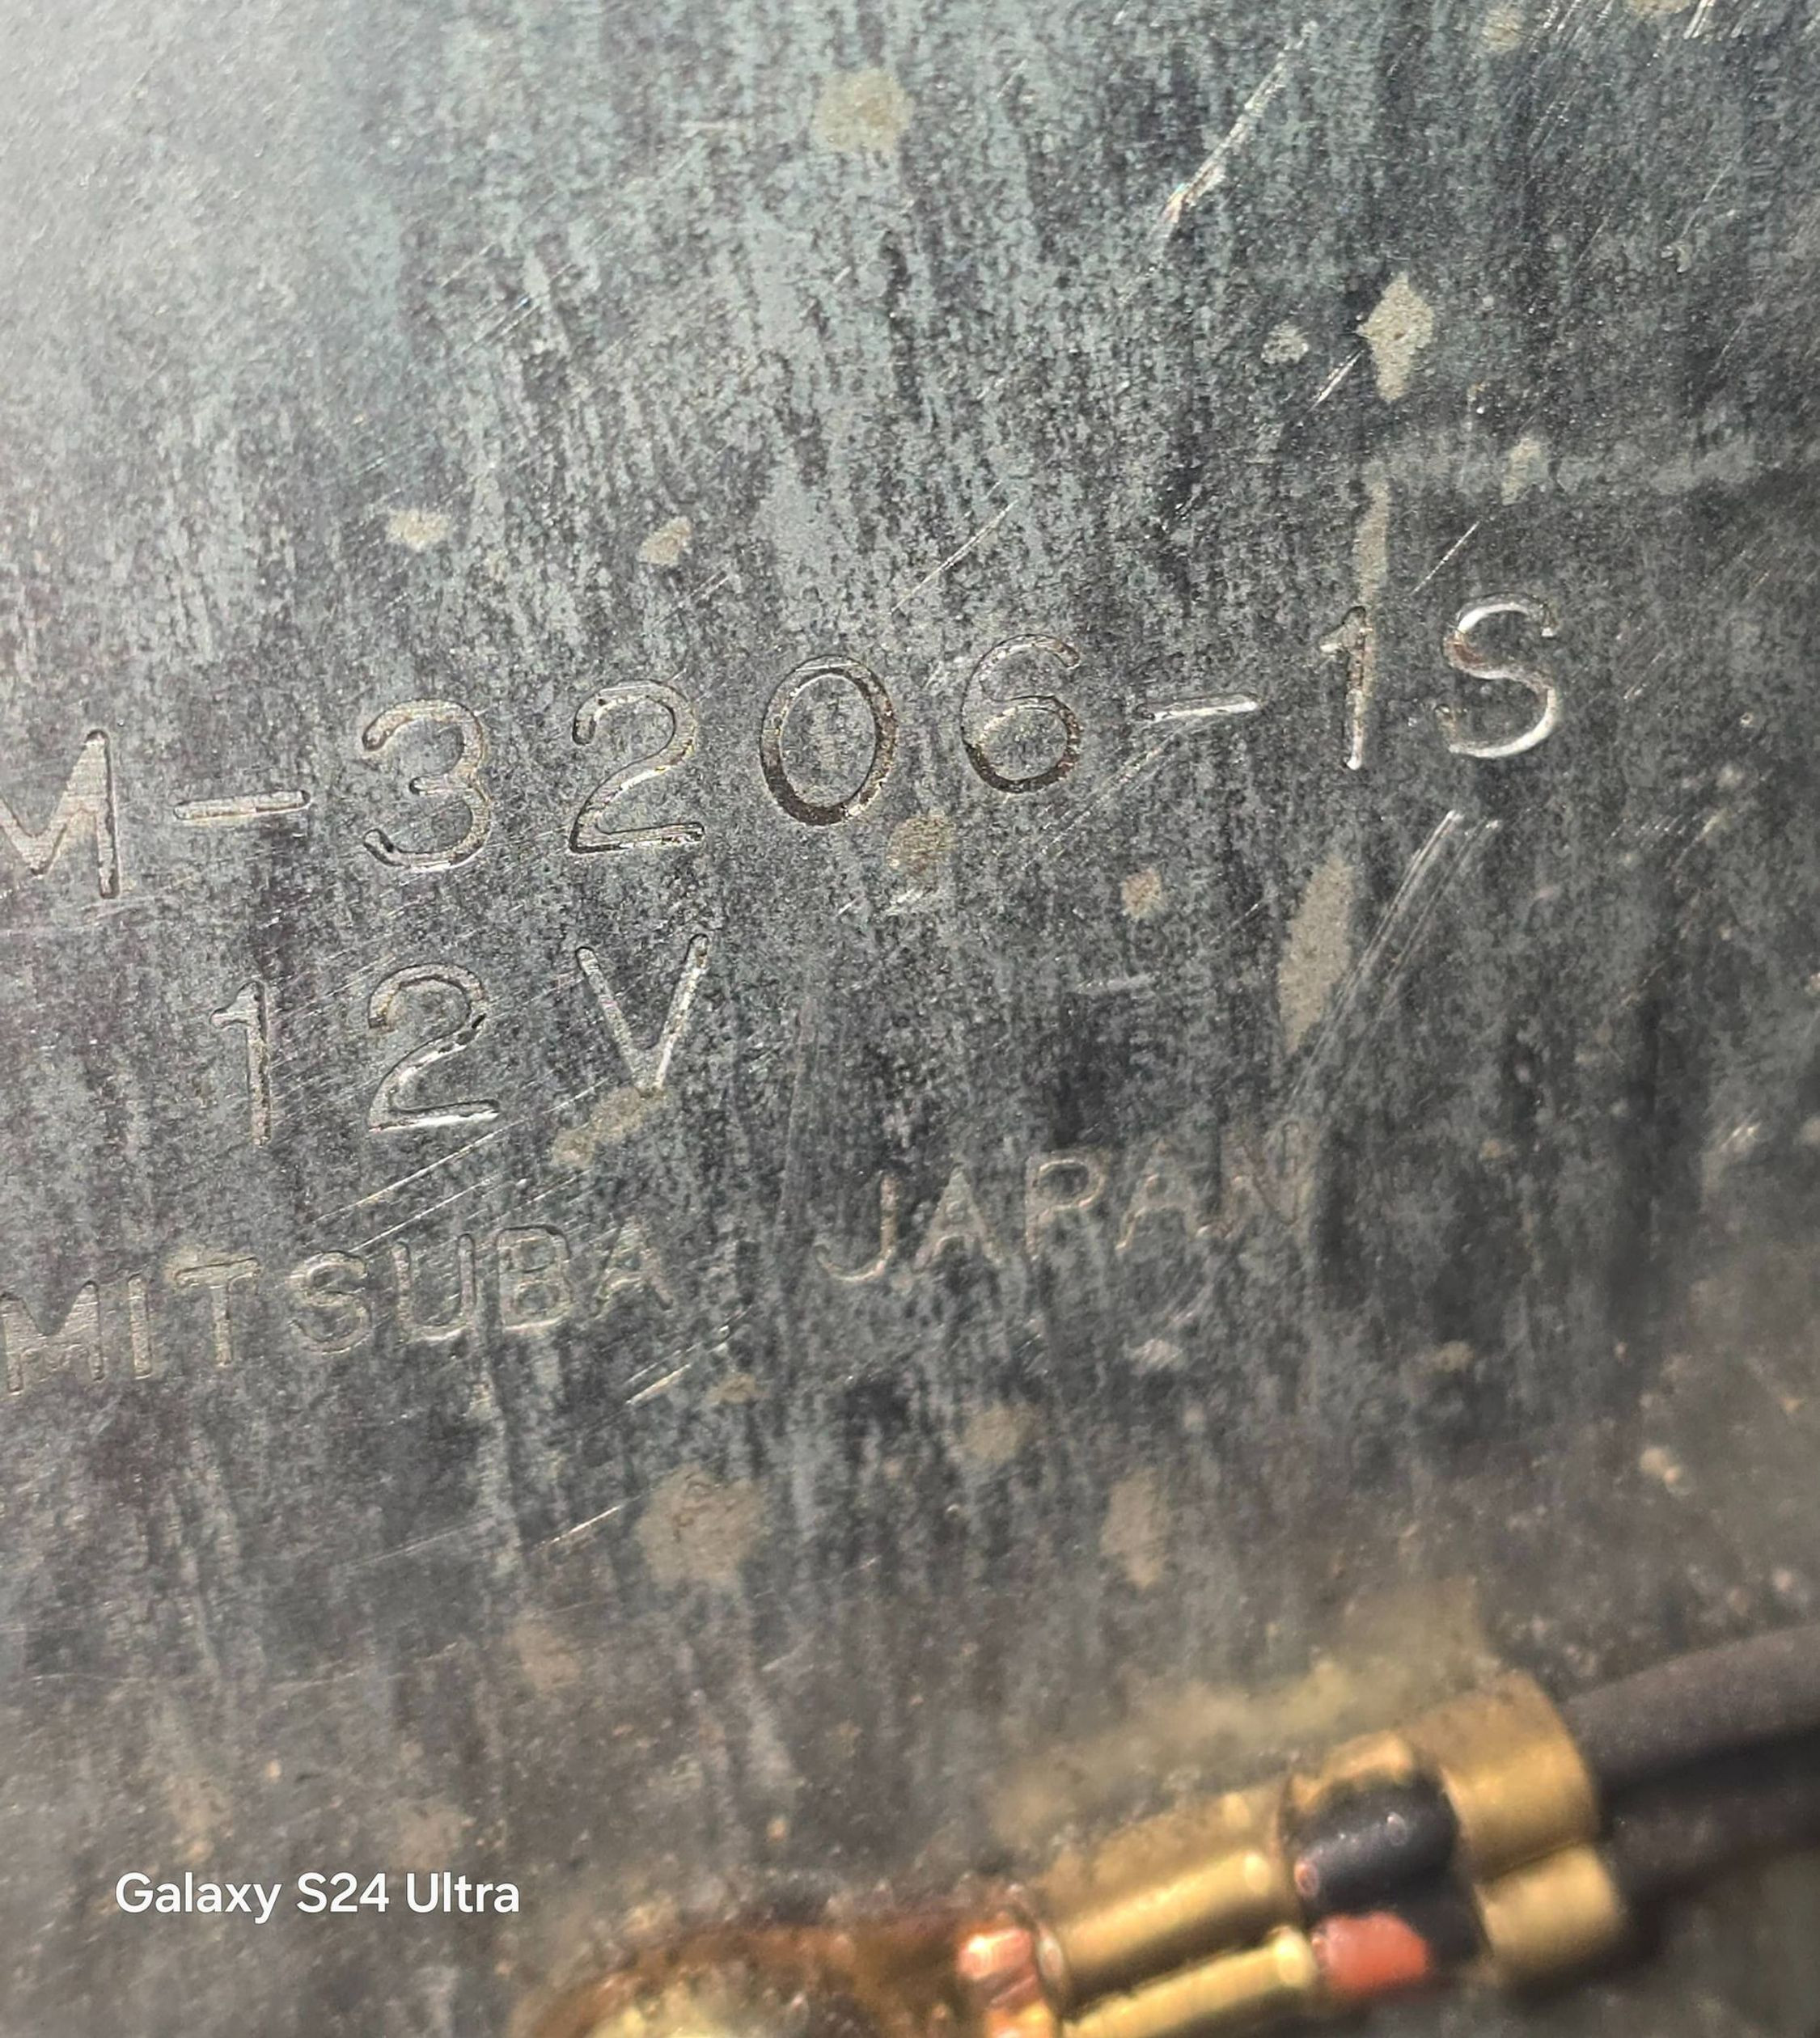 M-3206-1S
12V
MITSUBA JAPAN
Galaxy S24 Ultra